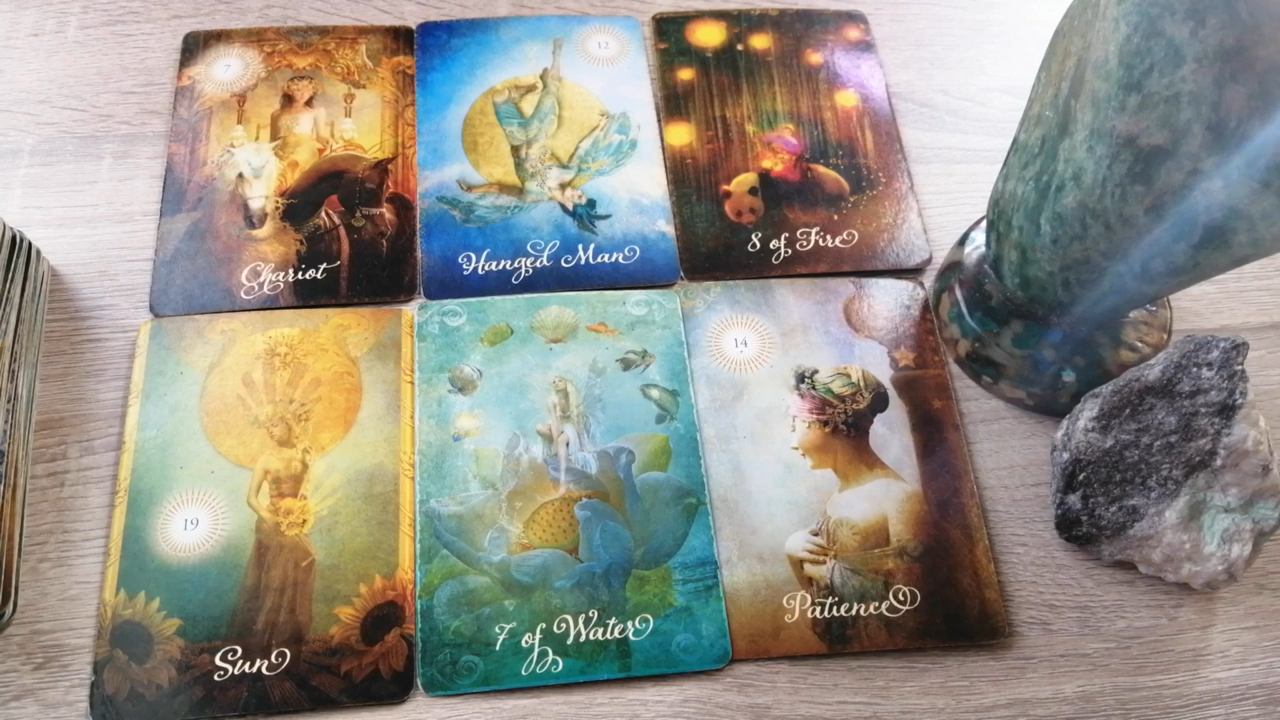 7
Chariot
12
Hanged Man
8 of Fire
19
Sun
7 of Water
14
Patience